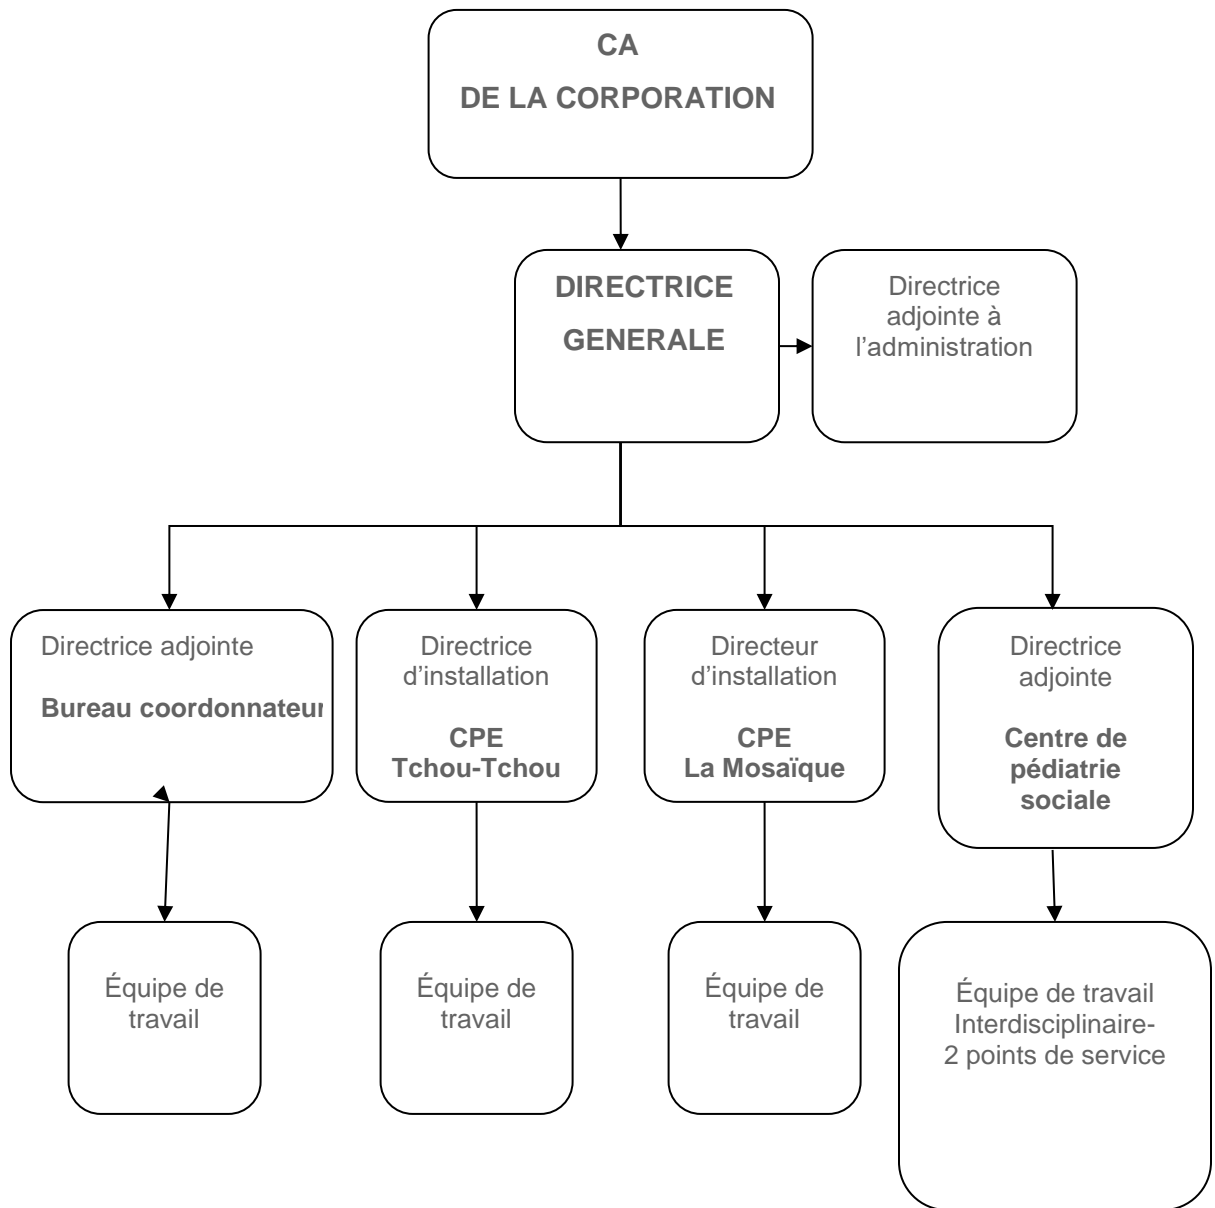 CA
DE LA CORPORATION
DIRECTRICE
GENERALE
Directrice
adjointe à
l’administration
Directrice adjointe
Bureau coordonnateur
Directrice
d’installation
CPE
Tchou-Tchou
Directeur
d’installation
CPE
La Mosaïque
Directrice
adjointe
Centre de
pédiatrie
sociale
Équipe de
travail
Équipe de
travail
Équipe de
travail
Équipe de travail
Interdisciplinaire-
2 points de service